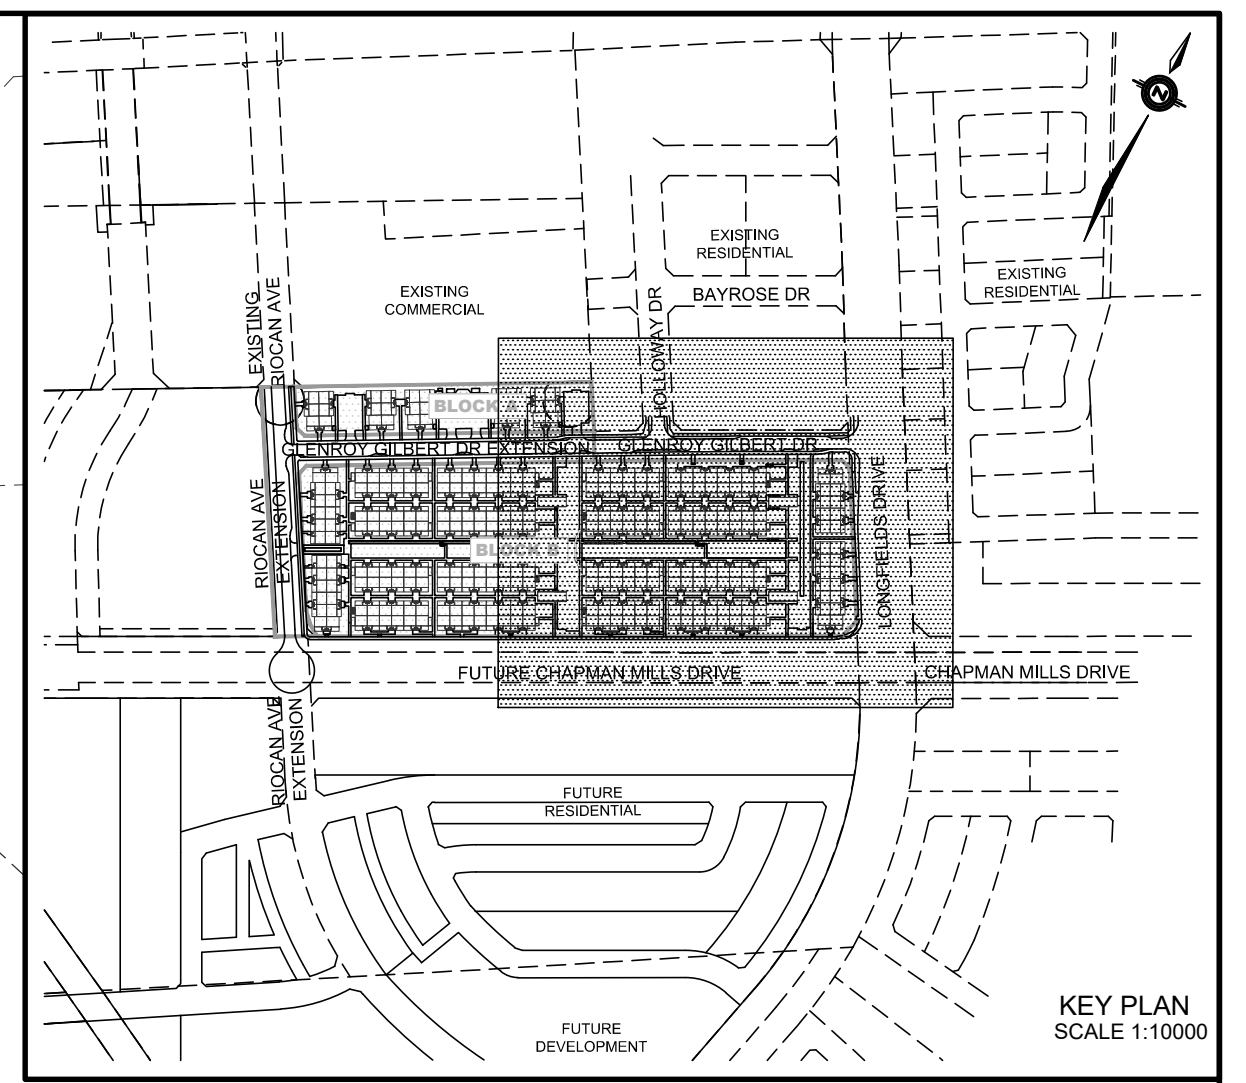 EXISTING
RESIDENTIAL
EXISTING
RESIDENTIAL
EXISTING
COMMERCIAL
BAYROSE DR
HOLLOWAY DR
EXISTING
RIOCAN AVE
BLOCK A
GLENROY GILBERT DR EXTENSION
GLENROY GILBERT DR
RIOCAN AVE
EXTENSION
BLOCK B
LONGFIELDS DRIVE
FUTURE CHAPMAN MILLS DRIVE
CHAPMAN MILLS DRIVE
RIOCAN AVE
EXTENSION
FUTURE
RESIDENTIAL
FUTURE
DEVELOPMENT
KEY PLAN
SCALE 1:10000
N